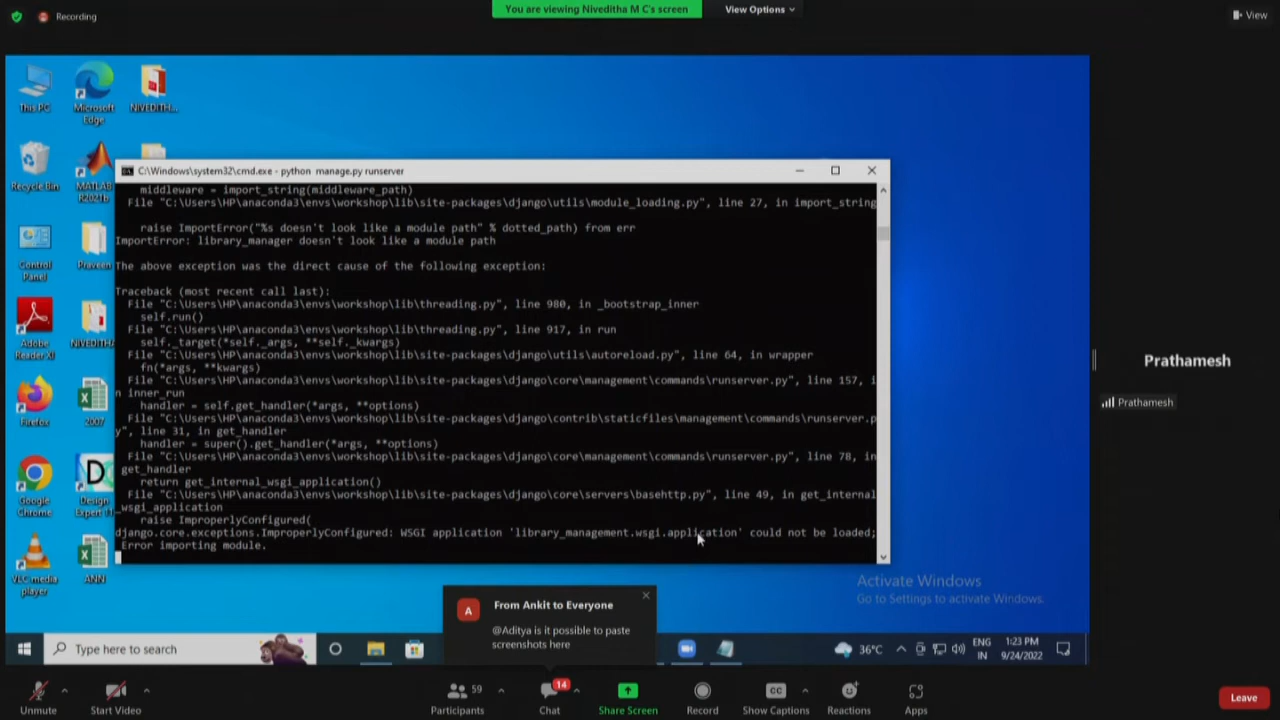 Recording
You are viewing Niveditha M C's screen
View Options
View
This PC
Microsoft
Edge
NIVEDITH...
Recycle Bin
MATLAB
R2021b
Control
Panel
Praveen
Adobe
Reader XI
NIVEDITHA
Firefox
2007
Google
Chrome
Design
Expert 11
VLC media
player
ANN
C:\Windows\system32\cmd.exe - python manage.py runserver
middleware = import_string(middleware_path)
File "C:\Users\HP\anaconda3\envs\workshop\lib\site-packages\django\utils\module_loading.py", line 27, in import_string
raise ImportError("%s doesn't look like a module path" % dotted_path) from err
ImportError: library_manager doesn't look like a module path
The above exception was the direct cause of the following exception:
Traceback (most recent call last):
File "C:\Users\HP\anaconda3\envs\workshop\lib\threading.py", line 980, in _bootstrap_inner
self.run()
File "C:\Users\HP\anaconda3\envs\workshop\lib\threading.py", line 917, in run
self._target(*self._args, **self._kwargs)
File "C:\Users\HP\anaconda3\envs\workshop\lib\site-packages\django\utils\autoreload.py", line 64, in wrapper
fn(*args, **kwargs)
File "C:\Users\HP\anaconda3\envs\workshop\lib\site-packages\django\core\management\commands\runserver.py", line 157, i
n inner_run
handler = self.get_handler(*args, **options)
File "C:\Users\HP\anaconda3\envs\workshop\lib\site-packages\django\contrib\staticfiles\management\commands\runserver.p
y", line 31, in get_handler
handler = super().get_handler(*args, **options)
File "C:\Users\HP\anaconda3\envs\workshop\lib\site-packages\django\core\management\commands\runserver.py", line 78, in
get_handler
return get_internal_wsgi_application()
File "C:\Users\HP\anaconda3\envs\workshop\lib\site-packages\django\core\servers\basehttp.py", line 49, in get_internal
_wsgi_application
raise ImproperlyConfigured(
django.core.exceptions.ImproperlyConfigured: WSGI application 'library_management.wsgi.application' could not be loaded;
Error importing module.
Prathamesh
Prathamesh
Activate Windows
Go to Settings to activate Windows.
A
From Ankit to Everyone
@Aditya is it possible to paste
screenshots here
Type here to search
36°C
ENG
IN
1:23 PM
9/24/2022
Unmute
Start Video
59
Participants
14
Chat
Share Screen
Record
CC
Show Captions
Reactions
Apps
Leave